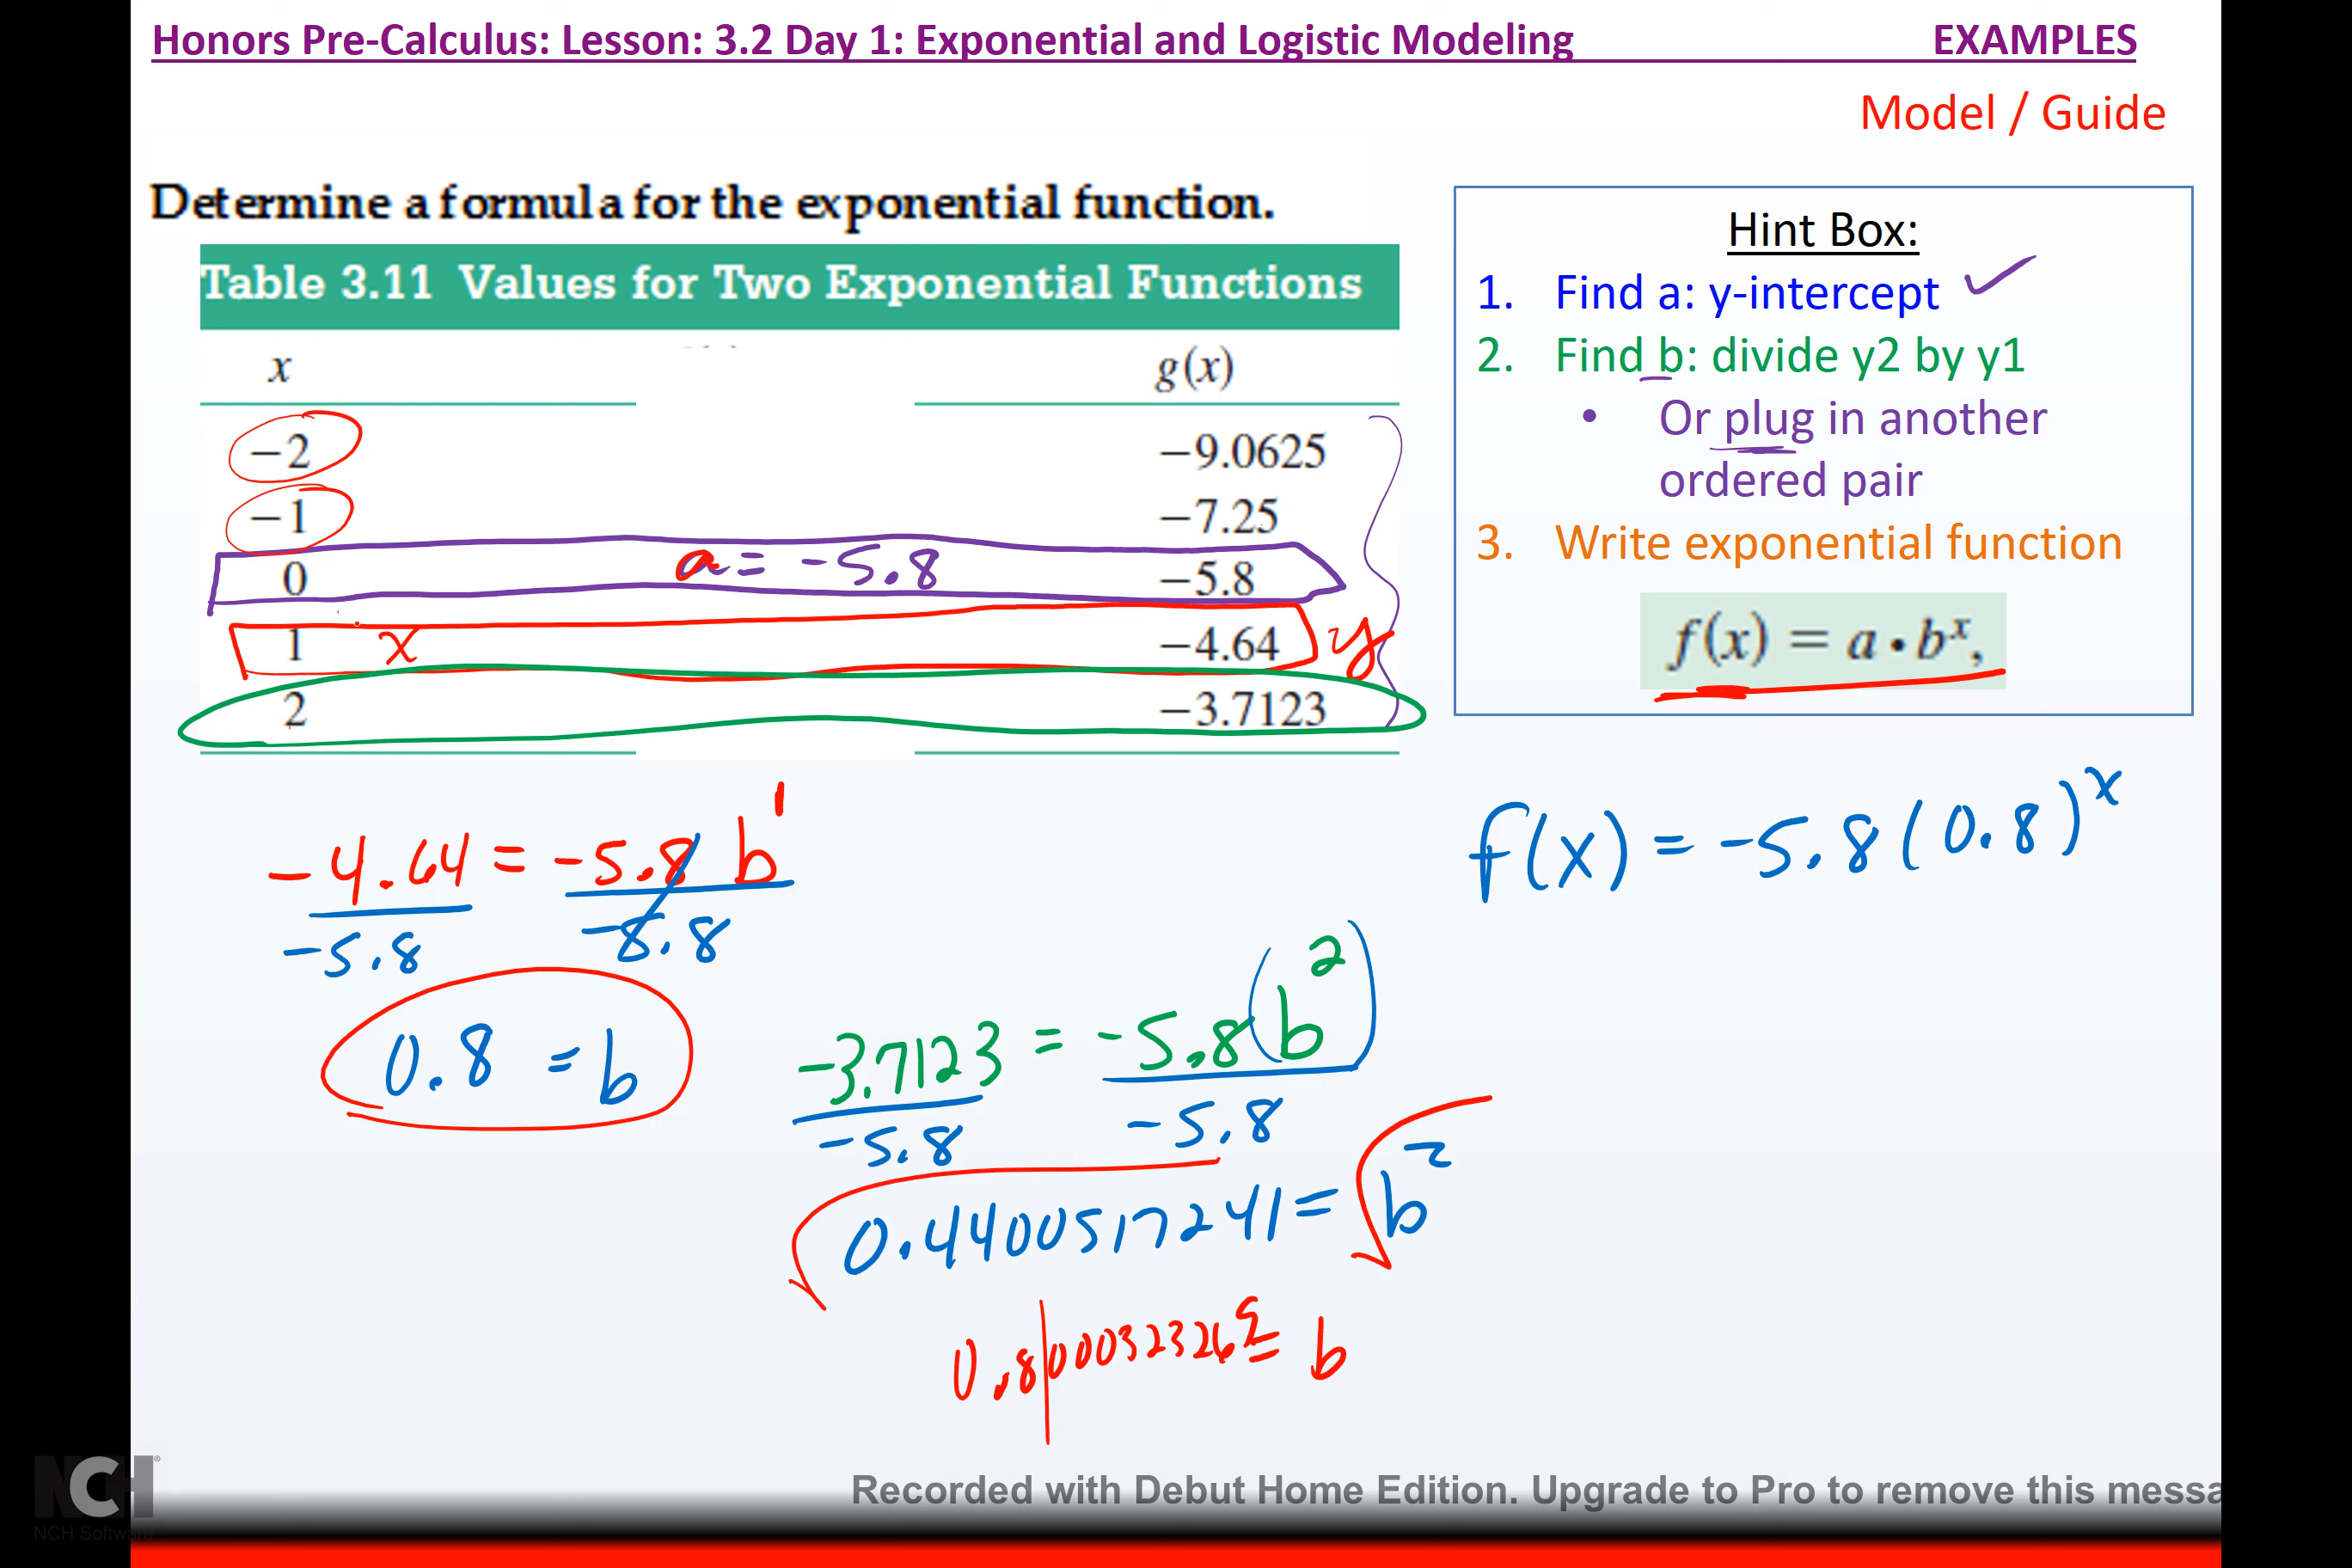 Honors Pre-Calculus: Lesson: 3.2 Day 1: Exponential and Logistic Modeling EXAMPLES
Model / Guide
Determine a formula for the exponential function.
Table 3.11 Values for Two Exponential Functions
x g(x)
−2 −9.0625
−1 −7.25
0 a = -5.8 −5.8
1 x −4.64 y
2 −3.7123
Hint Box:
1. Find a: y-intercept ✓
2. Find b: divide y2 by y1
• Or plug in another
ordered pair
3. Write exponential function
f(x) = a • b^x,
-4.64 = -5.8 b^1
-5.8 -5.8
0.8 = b
f(x) = -5.8(0.8)^x
-3.7123 = -5.8(b^2)
-5.8 -5.8
√0.4400517241 = √b^2
= b
Recorded with Debut Home Edition. Upgrade to Pro to remove this messa
NCH
NCH Software